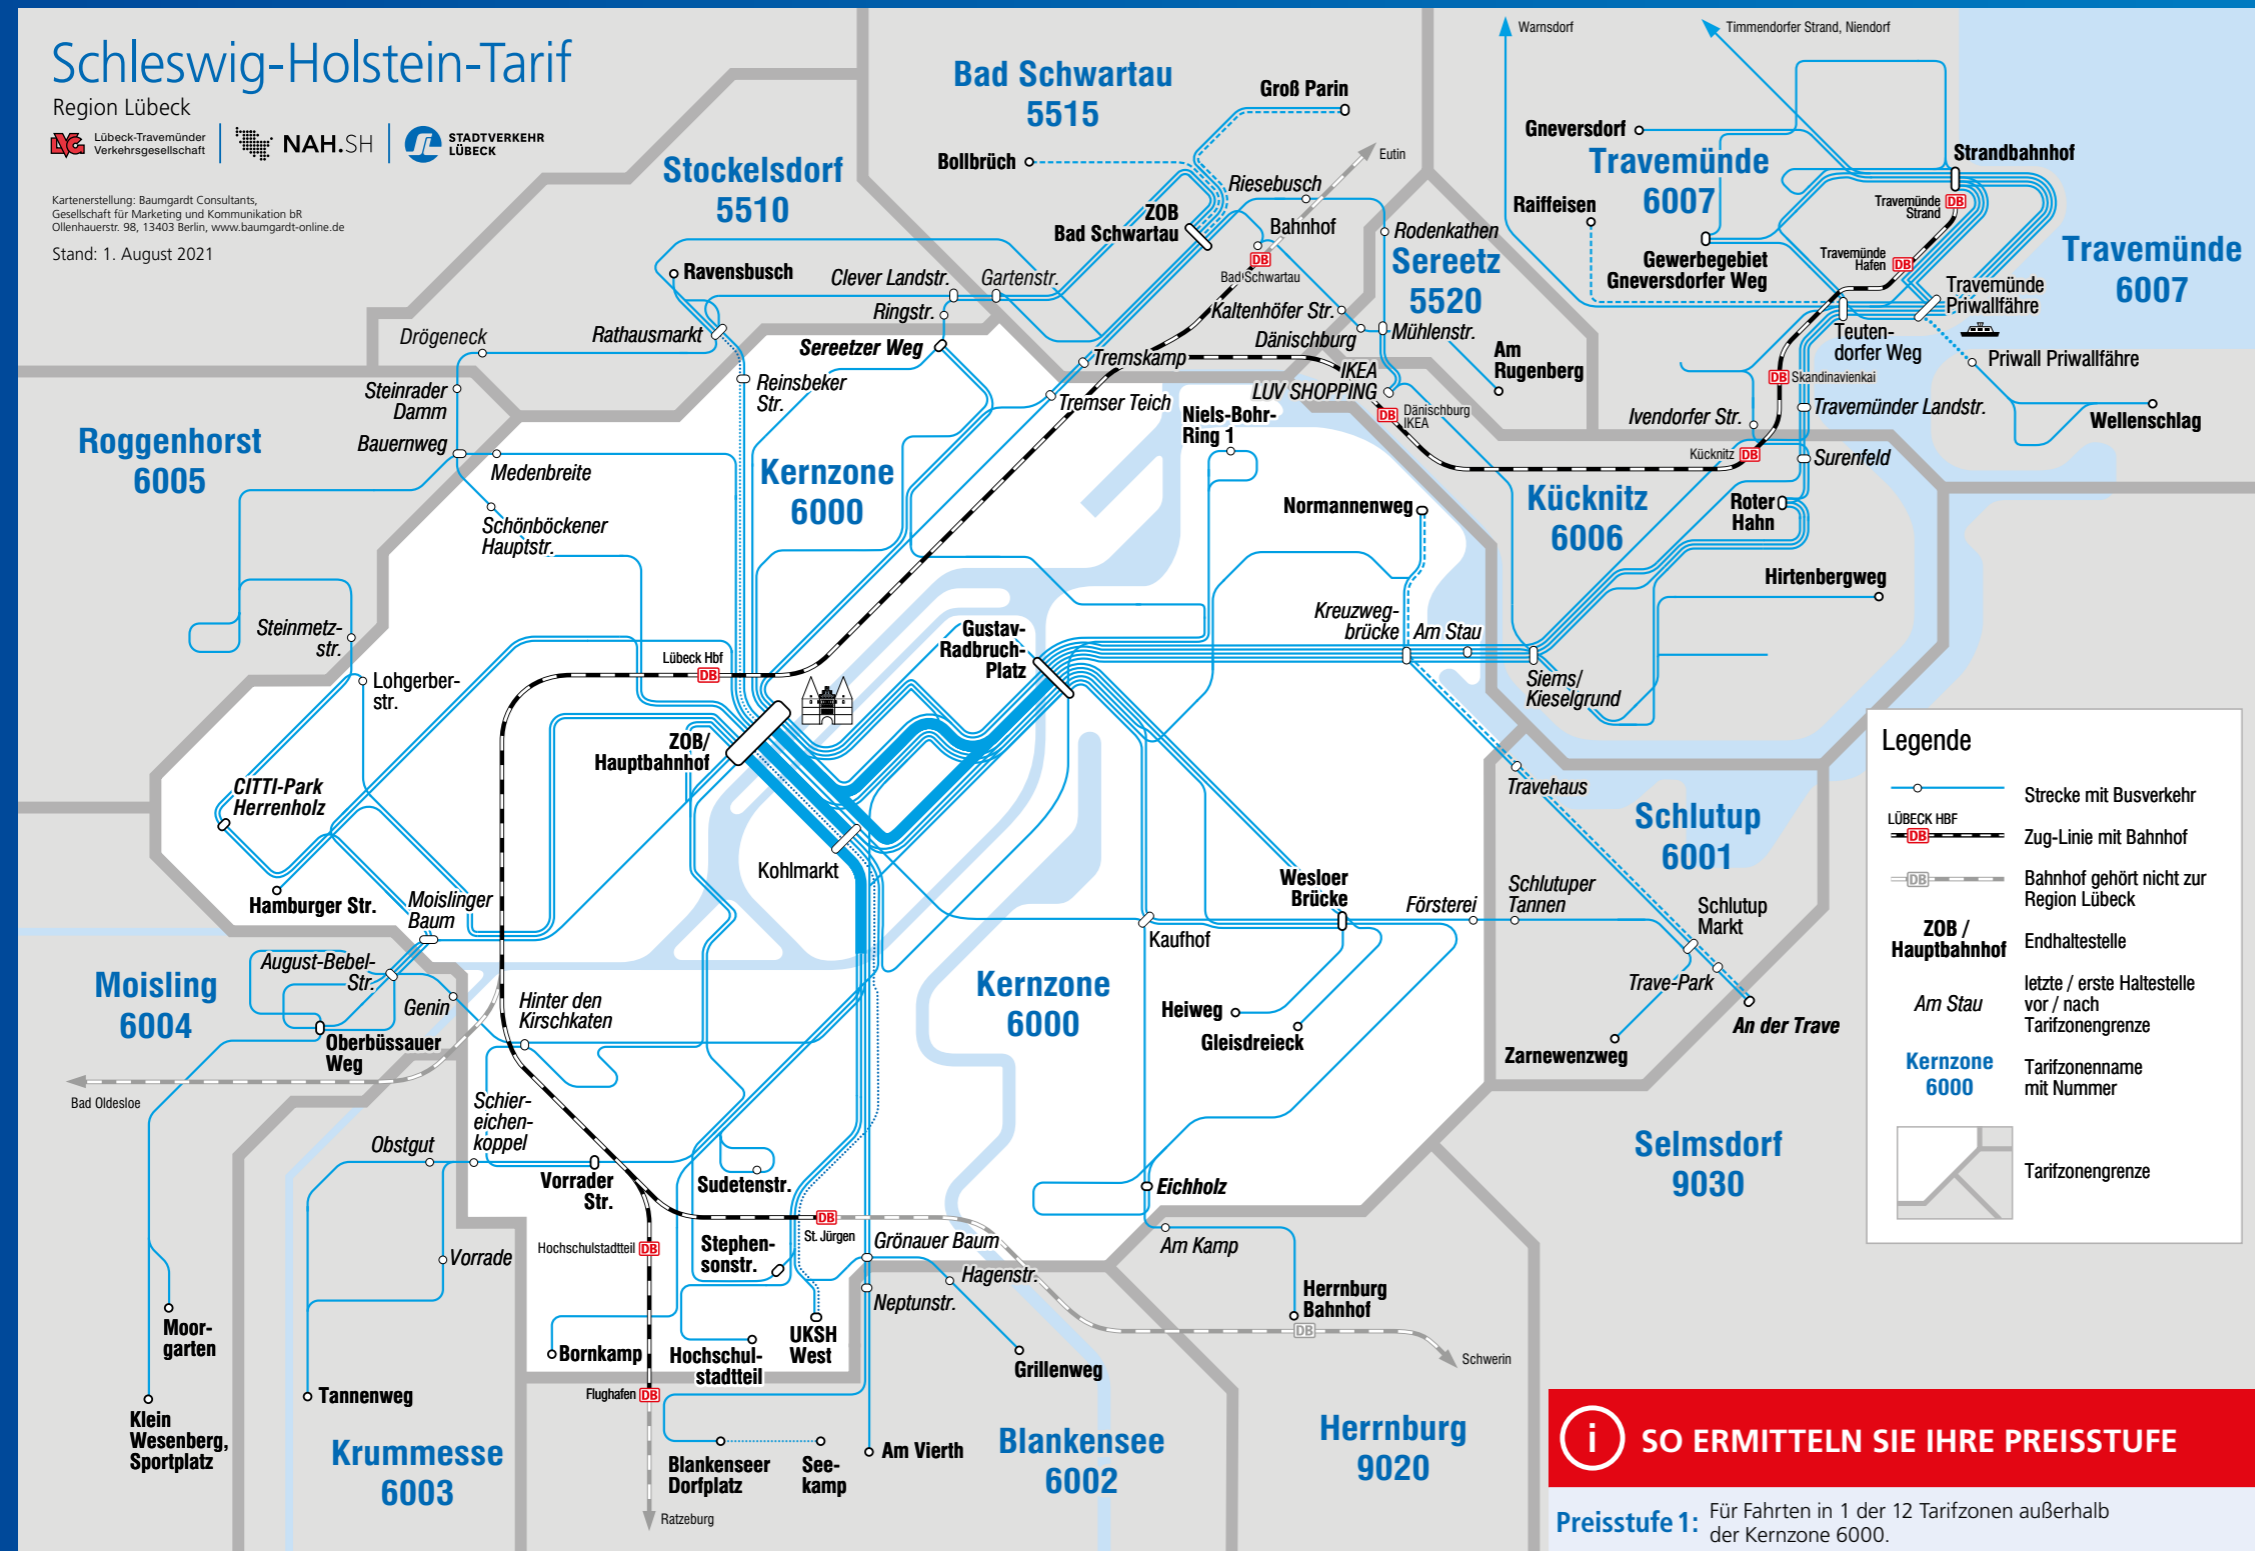 Schleswig-Holstein-Tarif
Region Lübeck
LVG
Lübeck-Travemünder
Verkehrsgesellschaft
NAH.SH
STADTVERKEHR
LÜBECK
Kartenerstellung: Baumgardt Consultants,
Gesellschaft für Marketing und Kommunikation bR
Ollenhauerstr. 98, 13403 Berlin, www.baumgardt-online.de
Stand: 1. August 2021
Warnsdorf
Timmendorfer Strand, Niendorf
Bad Schwartau
5515
Groß Parin
Bollbrüch
Eutin
Stockelsdorf
5510
Riesebusch
ZOB
Bad Schwartau
Bahnhof
DB
Bad Schwartau
Rodenkathen
Sereetz
5520
Gneversdorf
Travemünde
6007
Strandbahnhof
Raiffeisen
Travemünde
Strand
DB
Gewerbegebiet
Gneversdorfer Weg
Travemünde
Hafen
DB
Travemünde
6007
Travemünde
Priwallfähre
Teuten-
dorfer Weg
Priwall Priwallfähre
Wellenschlag
DB
Skandinavienkai
Travemünder Landstr.
Ivendorfer Str.
Kücknitz
DB
Surenfeld
Roter
Hahn
Ravensbusch
Clever Landstr.
Gartenstr.
Ringstr.
Rathausmarkt
Sereetzer Weg
Kaltenhöfer Str.
Dänischburg
Mühlenstr.
Am
Rugenberg
IKEA
LUV SHOPPING
DB
Dänischburg
IKEA
Drögeneck
Steinrader
Damm
Bauernweg
Medenbreite
Schönböckener
Hauptstr.
Reinsbeker
Str.
Tremskamp
Tremser Teich
Niels-Bohr-
Ring 1
Roggenhorst
6005
Kernzone
6000
Normannenweg
Kücknitz
6006
Hirtenbergweg
Steinmetz-
str.
Lohgerber-
str.
Lübeck Hbf
DB
Gustav-
Radbruch-
Platz
Kreuzweg-
brücke
Am Stau
Siems/
Kieselgrund
ZOB/
Hauptbahnhof
CITTI-Park
Herrenholz
Kohlmarkt
Hamburger Str.
Moislinger
Baum
Travehaus
Schlutup
6001
Wesloer
Brücke
Försterei
Schlutuper
Tannen
Schlutup
Markt
Kaufhof
Trave-Park
An der Trave
Zarnewenzweg
Moisling
6004
August-Bebel-
Str.
Genin
Hinter den
Kirschkaten
Oberbüssauer
Weg
Kernzone
6000
Heiweg
Gleisdreieck
Bad Oldesloe
Schier-
eichen-
koppel
Obstgut
Vorrader
Str.
Sudetenstr.
Eichholz
Selmsdorf
9030
Hochschulstadtteil
DB
Stephen-
sonstr.
DB
St. Jürgen
Grönauer Baum
Hagenstr.
Neptunstr.
Am Kamp
Herrnburg
Bahnhof
DB
Schwerin
Vorrade
Moor-
garten
Bornkamp
Hochschul-
stadtteil
UKSH
West
Grillenweg
Klein
Wesenberg,
Sportplatz
Tannenweg
Krummesse
6003
Flughafen
DB
Blankenseer
Dorfplatz
See-
kamp
Am Vierth
Blankensee
6002
Herrnburg
9020
Ratzeburg
Legende
Strecke mit Busverkehr
LÜBECK HBF
DB
Zug-Linie mit Bahnhof
DB
Bahnhof gehört nicht zur
Region Lübeck
ZOB /
Hauptbahnhof
Endhaltestelle
Am Stau
letzte / erste Haltestelle
vor / nach
Tarifzonengrenze
Kernzone
6000
Tarifzonenname
mit Nummer
Tarifzonengrenze
i
SO ERMITTELN SIE IHRE PREISSTUFE
Preisstufe 1: Für Fahrten in 1 der 12 Tarifzonen außerhalb
der Kernzone 6000.